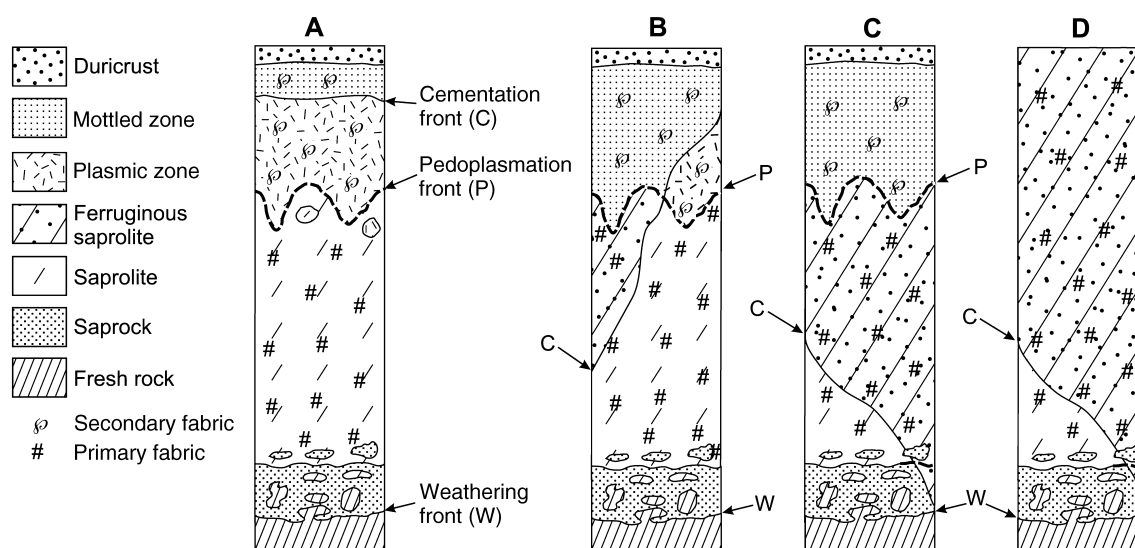 A
B
C
D
Duricrust
Mottled zone
Plasmic zone
Ferruginous
saprolite
Saprolite
Saprock
Fresh rock
Secondary fabric
# Primary fabric
Cementation
front (C)
Pedoplasmation
front (P)
Weathering
front (W)
P
C
W
P
C
C
W